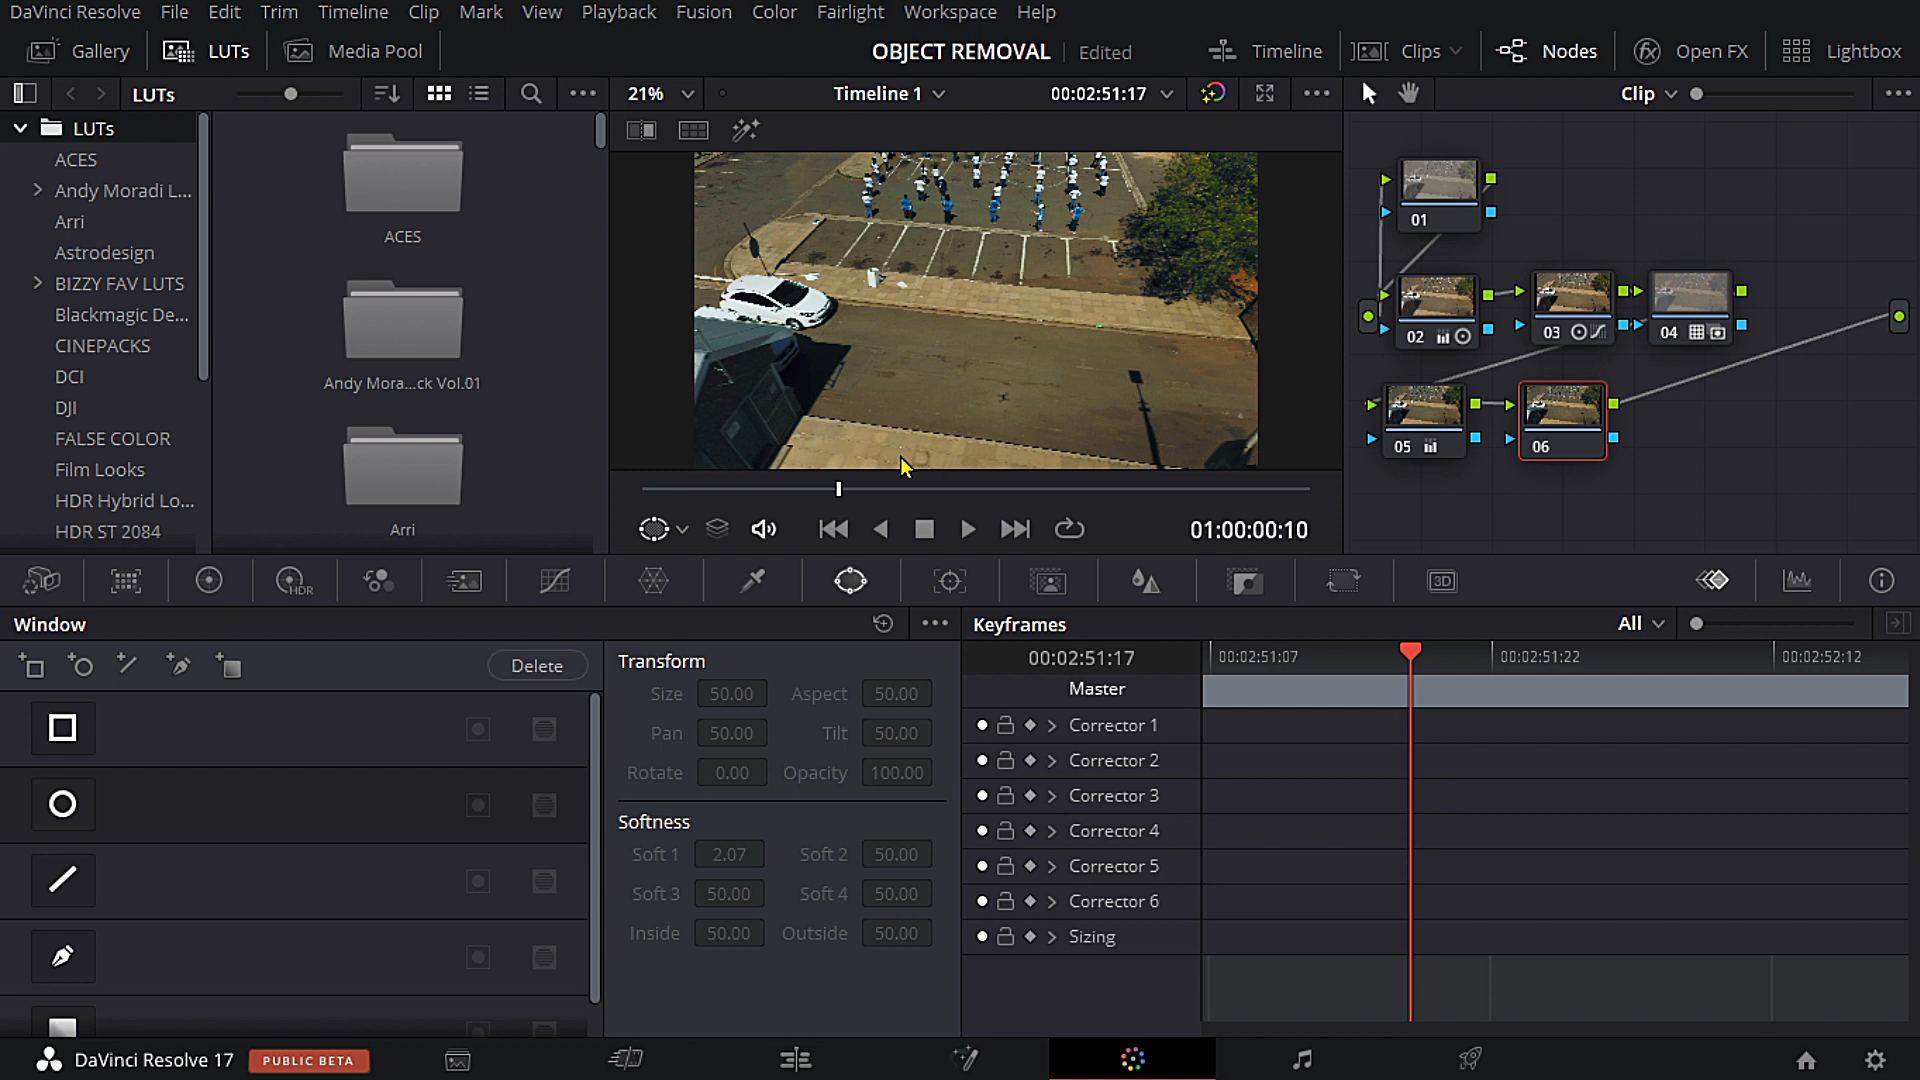 DaVinci Resolve File Edit Trim Timeline Clip Mark View Playback Fusion Color Fairlight Workspace Help
Gallery LUTs Media Pool OBJECT REMOVAL Edited Timeline Clips Nodes Open FX Lightbox
LUTs 21% Timeline 1 00:02:51:17 Clip
LUTs
ACES
Andy Moradi L...
Arri
Astrodesign
BIZZY FAV LUTS
Blackmagic De...
CINEPACKS
DCI
DJI
FALSE COLOR
Film Looks
HDR Hybrid Lo...
HDR ST 2084
ACES
Andy Mora...ck Vol.01
Arri
01:00:00:10
01
02 03 04
05 06
HDR
3D
Window
Delete
Transform
Size 50.00 Aspect 50.00
Pan 50.00 Tilt 50.00
Rotate 0.00 Opacity 100.00
Softness
Soft 1 2.07 Soft 2 50.00
Soft 3 50.00 Soft 4 50.00
Inside 50.00 Outside 50.00
Keyframes All
00:02:51:17 00:02:51:07 00:02:51:22 00:02:52:12
Master
Corrector 1
Corrector 2
Corrector 3
Corrector 4
Corrector 5
Corrector 6
Sizing
DaVinci Resolve 17 PUBLIC BETA